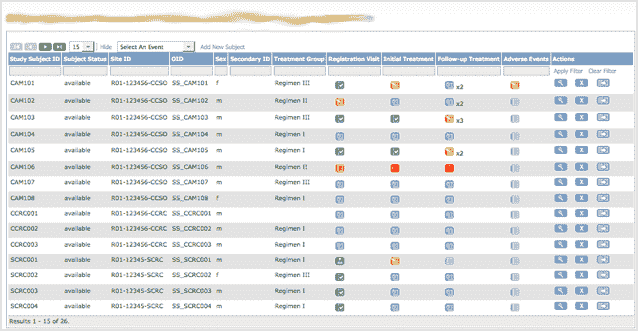 15 Hide Select An Event Add New Subject
Study Subject ID Subject Status Site ID OID Sex Secondary ID Treatment Group Registration Visit Initial Treatment Follow-up Treatment Adverse Events Actions
Apply Filter Clear Filter
CAM101 available R01-123456-CCSO SS_CAM101 f Regimen III x2
CAM102 available R01-123456-CCSO SS_CAM102 m Regimen II x2
CAM103 available R01-123456-CCSO SS_CAM103 m Regimen III x3
CAM104 available R01-123456-CCSO SS_CAM104 m Regimen I
CAM105 available R01-123456-CCSO SS_CAM105 m Regimen I x2
CAM106 available R01-123456-CCSO SS_CAM106 m Regimen II
CAM107 available R01-123456-CCSO SS_CAM107 m Regimen III
CAM108 available R01-123456-CCSO SS_CAM108 f Regimen I
CCRC001 available R01-123456-CCRC SS_CCRC001 m
CCRC002 available R01-123456-CCRC SS_CCRC002 m Regimen I
CCRC003 available R01-123456-CCRC SS_CCRC003 m Regimen I
SCRC001 available R01-12345-SCRC SS_SCRC001 m Regimen I
SCRC002 available R01-12345-SCRC SS_SCRC002 f Regimen III
SCRC003 available R01-12345-SCRC SS_SCRC003 m Regimen I
SCRC004 available R01-12345-SCRC SS_SCRC004 m Regimen I
Results 1 - 15 of 26.